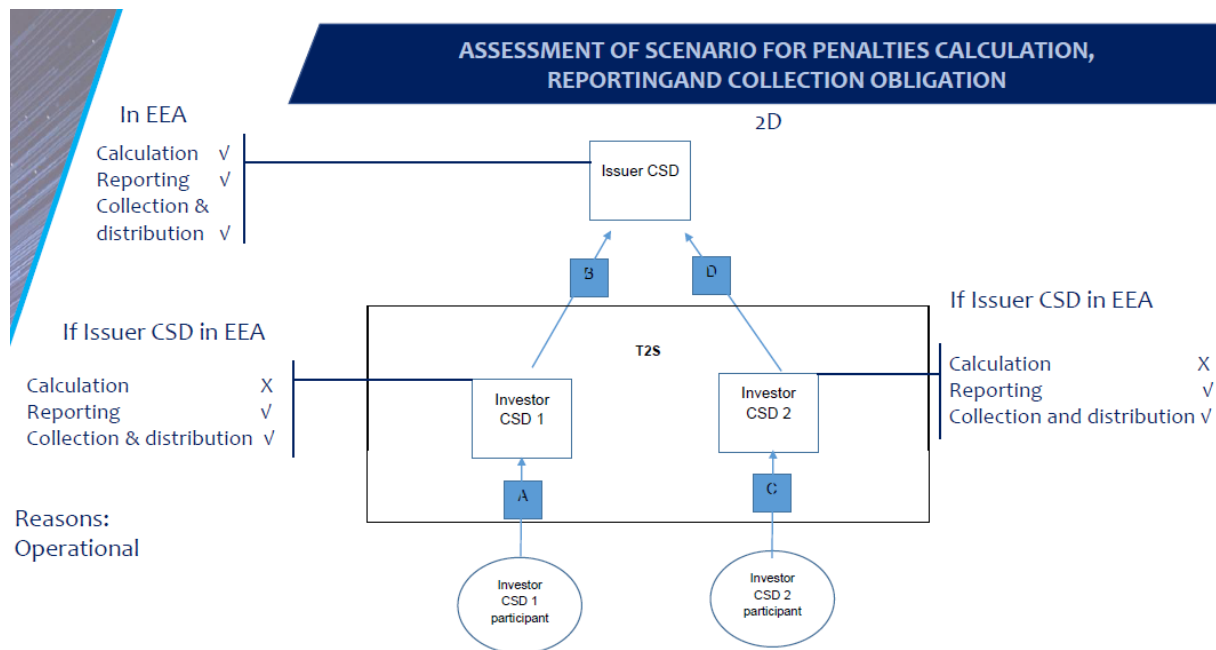 ASSESSMENT OF SCENARIO FOR PENALTIES CALCULATION,
REPORTINGAND COLLECTION OBLIGATION
2D
In EEA
Calculation √
Reporting √
Collection &
distribution √
Issuer CSD
B
D
If Issuer CSD in EEA
Calculation X
Reporting √
Collection & distribution √
T2S
Investor
CSD 1
Investor
CSD 2
If Issuer CSD in EEA
Calculation X
Reporting √
Collection and distribution √
A
C
Reasons:
Operational
Investor
CSD 1
participant
Investor
CSD 2
participant